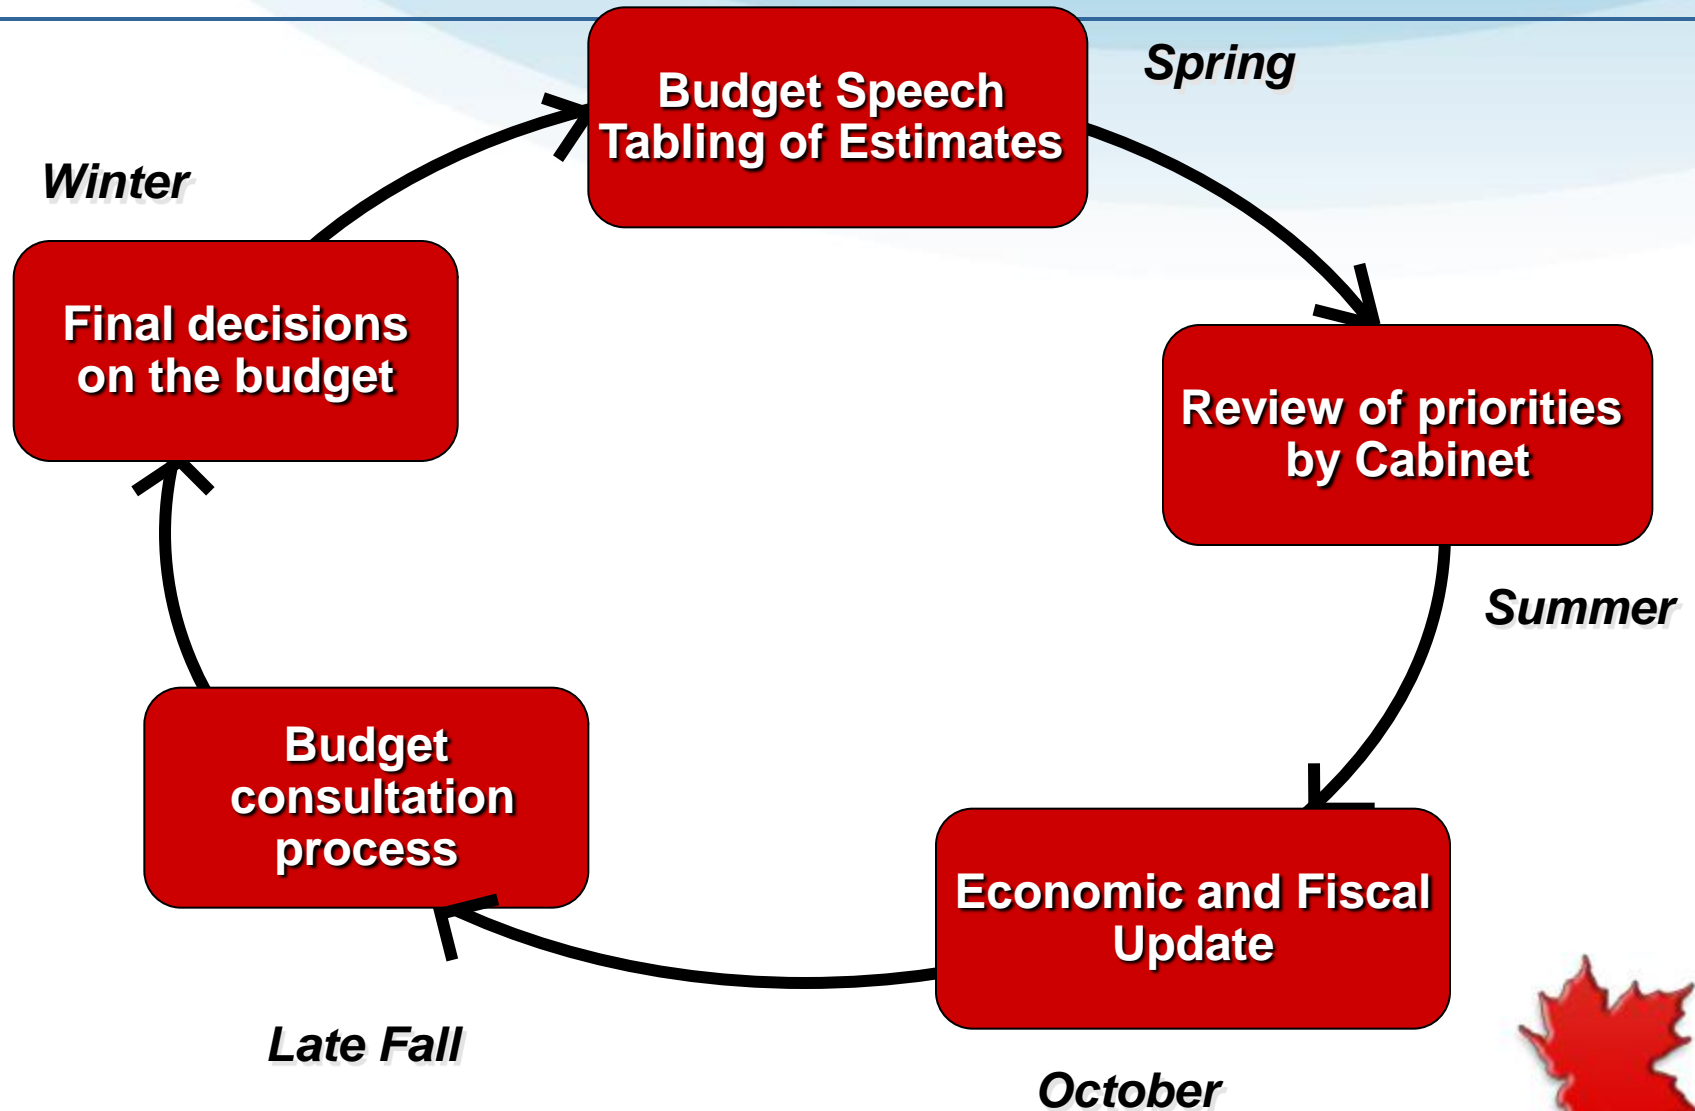 Budget Speech
Tabling of Estimates
Spring
Review of priorities
by Cabinet
Summer
Economic and Fiscal
Update
October
Budget
consultation
process
Late Fall
Final decisions
on the budget
Winter